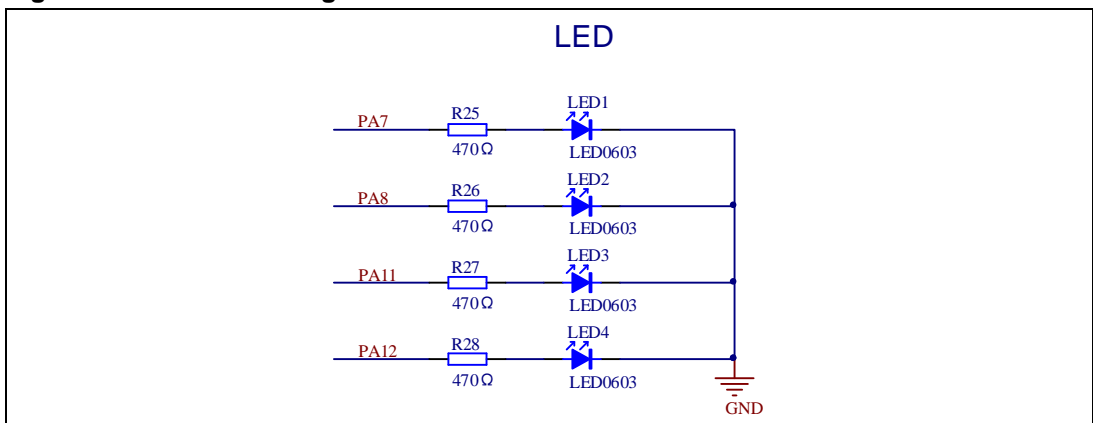 LED
PA7 R25 470Ω LED1 LED0603
PA8 R26 470Ω LED2 LED0603
PA11 R27 470Ω LED3 LED0603
PA12 R28 470Ω LED4 LED0603
GND